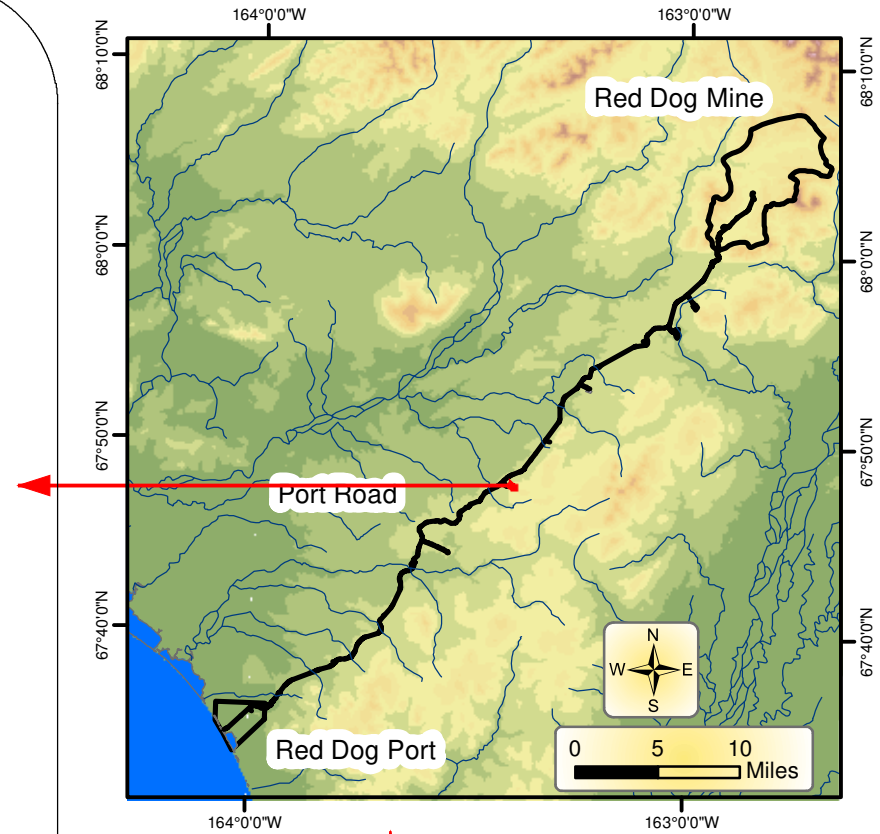 164°0'0"W
163°0'0"W
68°10'0"N
68°10'0"N
Red Dog Mine
68°0'0"N
68°0'0"N
67°50'0"N
67°50'0"N
Port Road
67°40'0"N
67°40'0"N
N
W E
S
Red Dog Port
0 5 10
Miles
164°0'0"W
163°0'0"W